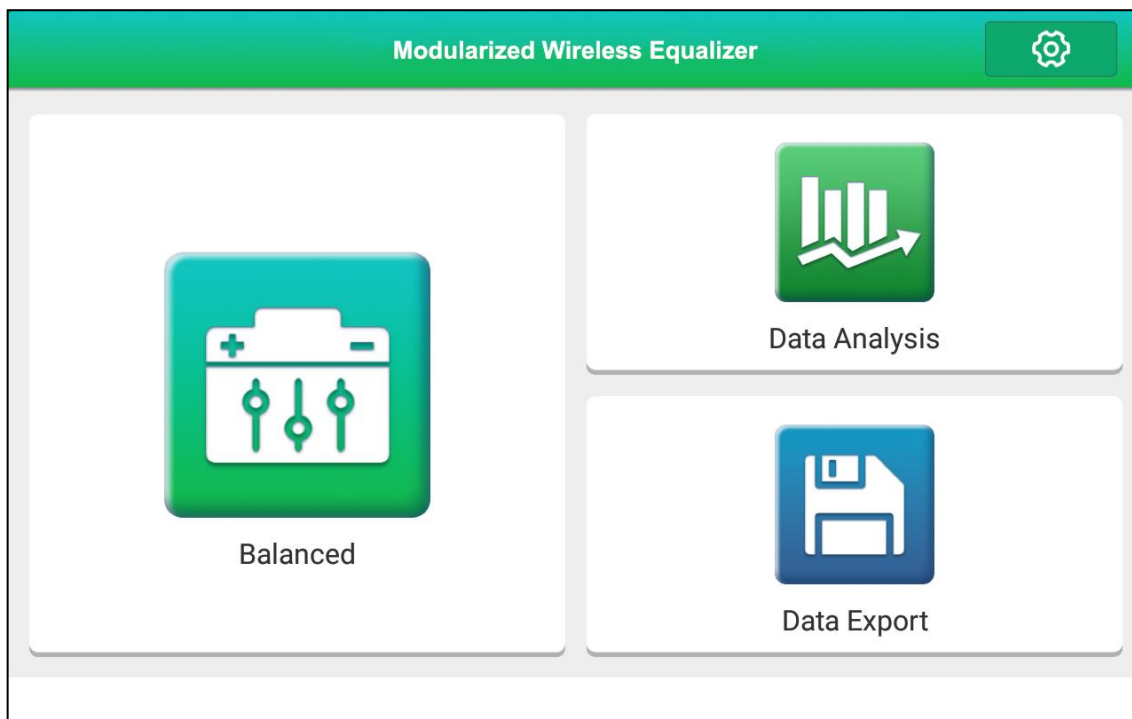 Modularized Wireless Equalizer
Balanced
Data Analysis
Data Export